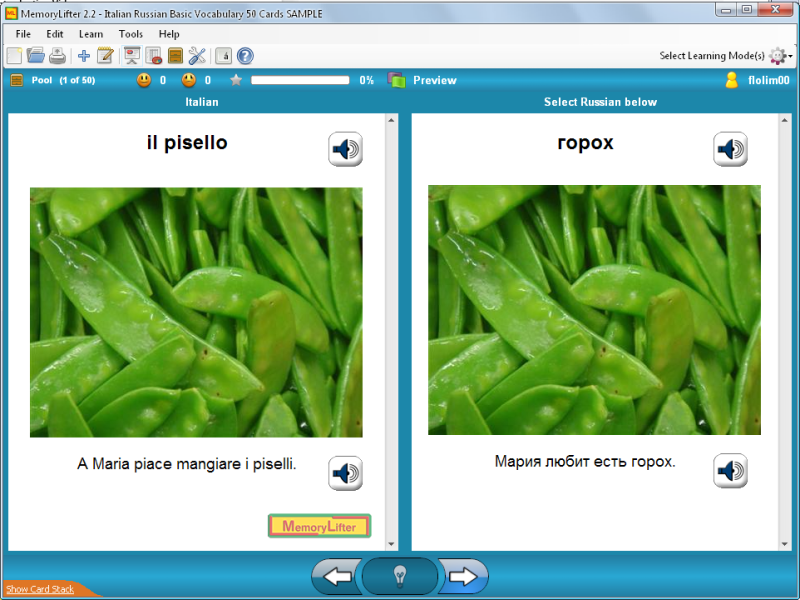 MemoryLifter 2.2 - Italian Russian Basic Vocabulary 50 Cards SAMPLE
File Edit Learn Tools Help
Select Learning Mode(s)
Pool (1 of 50) 0 0 0% Preview flolim00
Italian
Select Russian below
il pisello
горох
A Maria piace mangiare i piselli.
Мария любит есть горох.
MemoryLifter
Show Card Stack